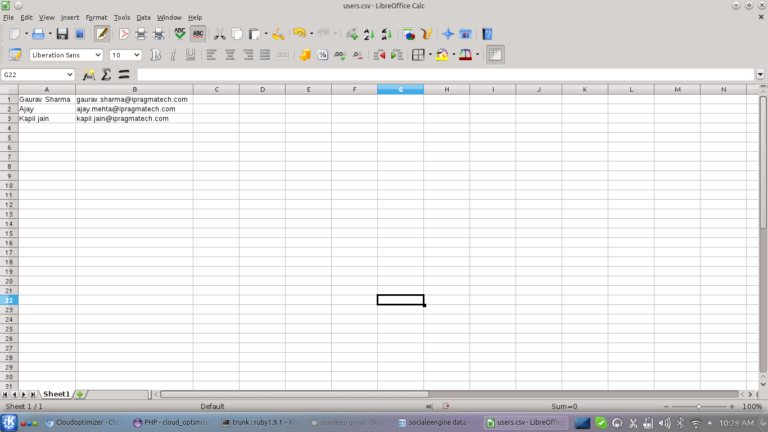 users.csv - LibreOffice Calc
File Edit View Insert Format Tools Data Window Help
Liberation Sans 10
G22
A B C D E F G H I J K L M N
1 Gaurav Sharma gaurav.sharma@ipragmatech.com
2 Ajay ajay.mehta@ipragmatech.com
3 Kapil jain kapil.jain@ipragmatech.com
4
5
6
7
8
9
10
11
12
13
14
15
16
17
18
19
20
21
22
23
24
25
26
27
28
29
30
31
Sheet1
Sheet 1 / 1 Default Sum=0 100%
Cloudoptimizer - Ch PHP - cloud_optimiz trunk : ruby1.9.1 – K socialeengine data users.csv - LibreOffic 10:28 AM